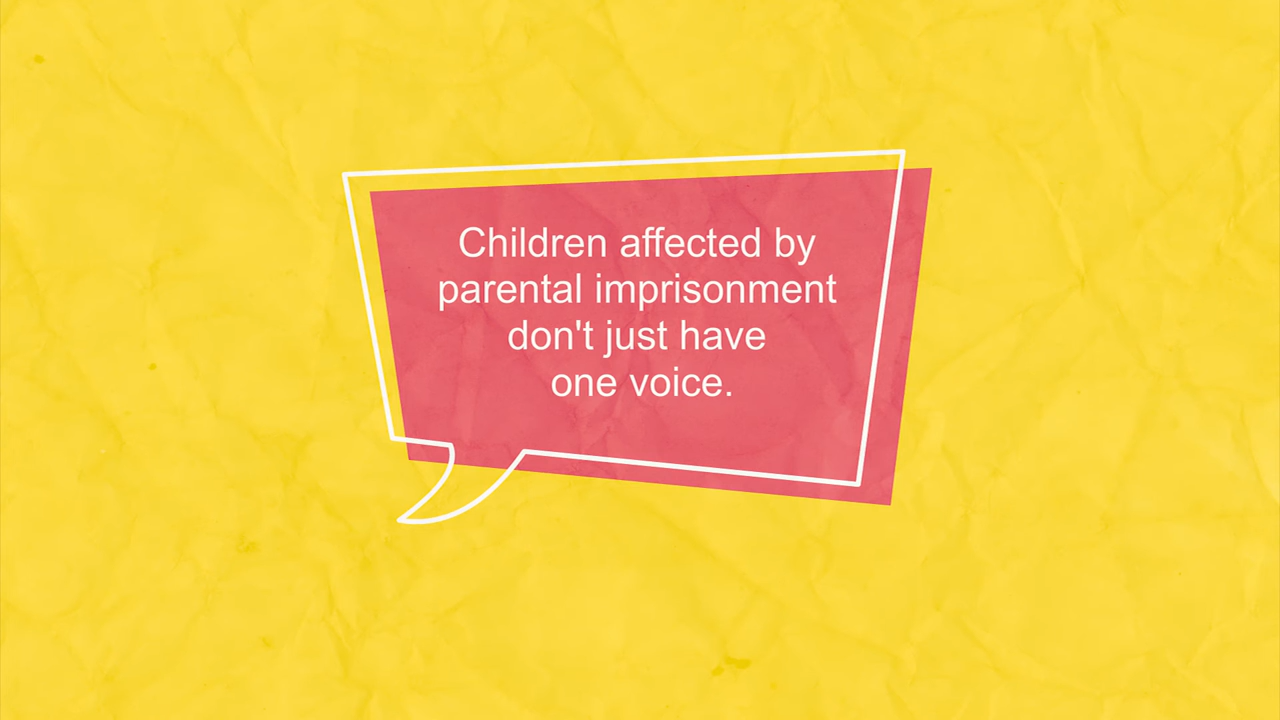 Children affected by
parental imprisonment
don't just have
one voice.